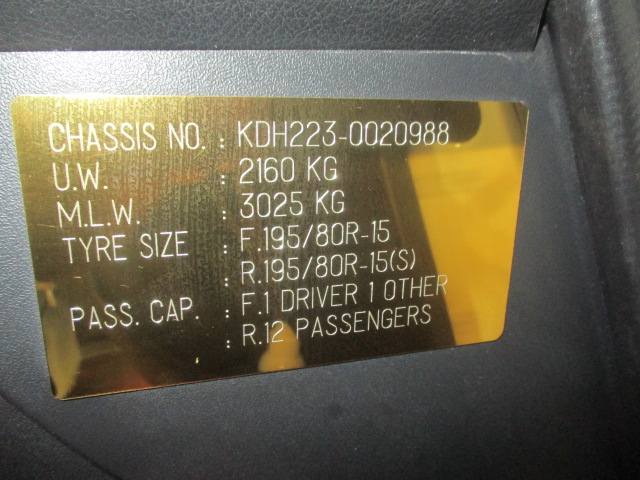 CHASSIS NO. : KDH223-0020988
U.W. : 2160 KG
M.L.W. : 3025 KG
TYRE SIZE : F.195/80R-15
: R.195/80R-15(S)
PASS. CAP. : F.1 DRIVER 1 OTHER
: R.12 PASSENGERS